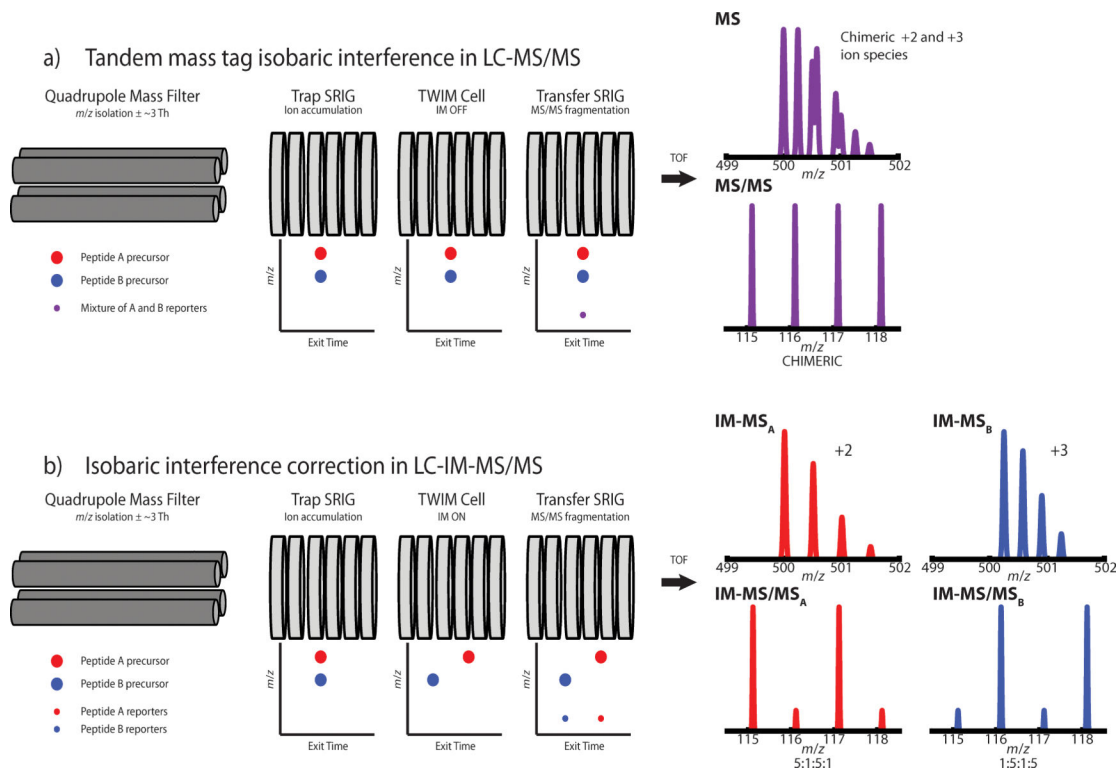 a) Tandem mass tag isobaric interference in LC-MS/MS
Quadrupole Mass Filter
m/z isolation ± ~3 Th
Trap SRIG
Ion accumulation
TWIM Cell
IM OFF
Transfer SRIG
MS/MS fragmentation
Peptide A precursor
Peptide B precursor
Mixture of A and B reporters
m/z
Exit Time
m/z
Exit Time
m/z
Exit Time
TOF
MS
Chimeric +2 and +3
ion species
499 500 501 502
m/z
MS/MS
115 116 117 118
m/z
CHIMERIC
b) Isobaric interference correction in LC-IM-MS/MS
Quadrupole Mass Filter
m/z isolation ± ~3 Th
Trap SRIG
Ion accumulation
TWIM Cell
IM ON
Transfer SRIG
MS/MS fragmentation
Peptide A precursor
Peptide B precursor
Peptide A reporters
Peptide B reporters
m/z
Exit Time
m/z
Exit Time
m/z
Exit Time
TOF
IM-MSA
+2
499 500 501 502
m/z
IM-MSB
+3
499 500 501 502
m/z
IM-MS/MSA
115 116 117 118
m/z
5:1:5:1
IM-MS/MSB
115 116 117 118
m/z
1:5:1:5